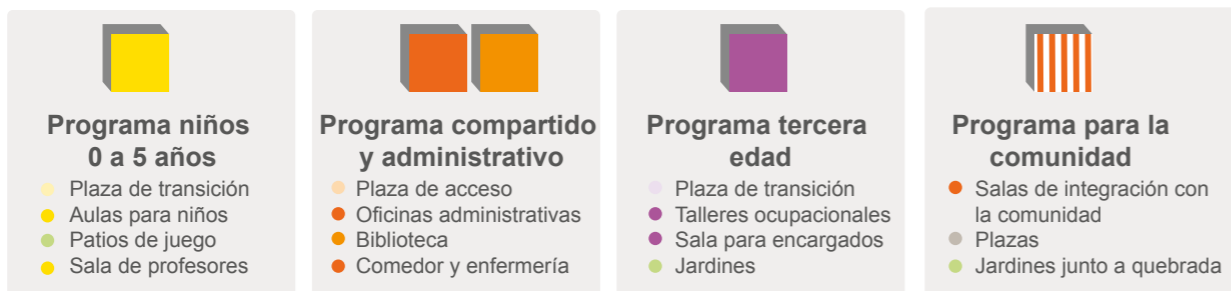 Programa niños
0 a 5 años
Plaza de transición
Aulas para niños
Patios de juego
Sala de profesores
Programa compartido
y administrativo
Plaza de acceso
Oficinas administrativas
Biblioteca
Comedor y enfermería
Programa tercera
edad
Plaza de transición
Talleres ocupacionales
Sala para encargados
Jardines
Programa para la
comunidad
Salas de integración con
la comunidad
Plazas
Jardines junto a quebrada